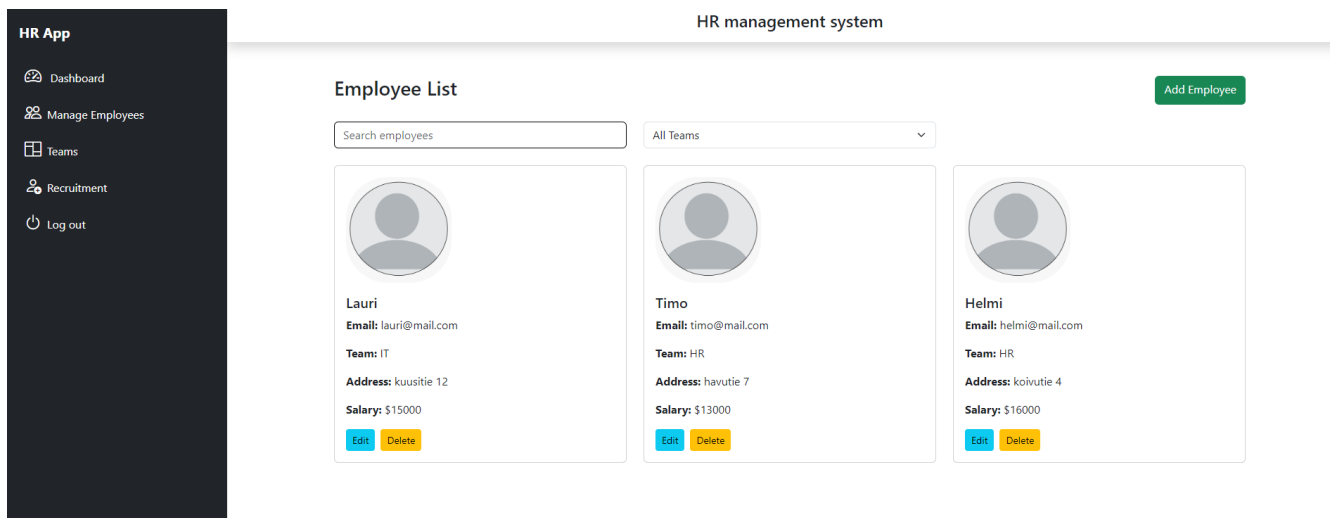 HR App
HR management system
Dashboard
Manage Employees
Teams
Recruitment
Log out
Employee List
Add Employee
Search employees
All Teams
Lauri
Email: lauri@mail.com
Team: IT
Address: kuusitie 12
Salary: $15000
Edit Delete
Timo
Email: timo@mail.com
Team: HR
Address: havutie 7
Salary: $13000
Edit Delete
Helmi
Email: helmi@mail.com
Team: HR
Address: koivutie 4
Salary: $16000
Edit Delete